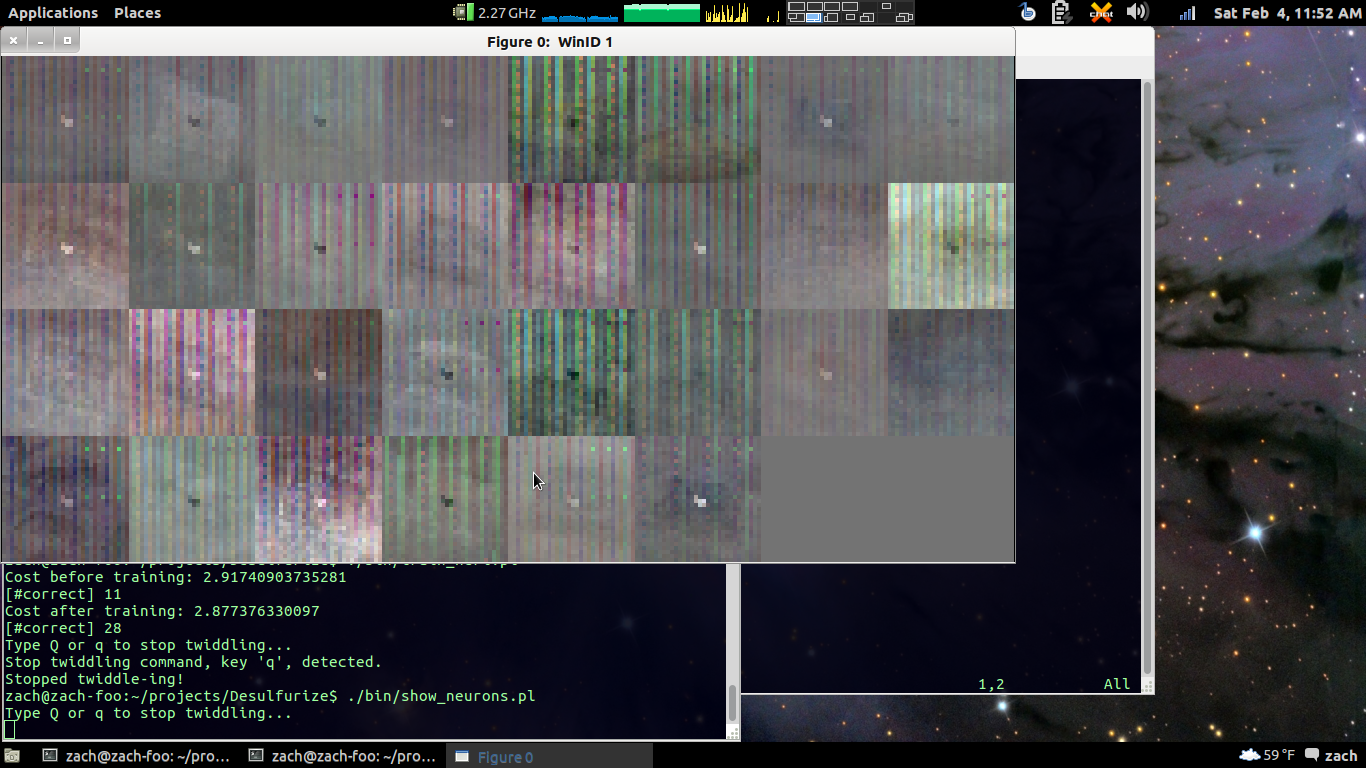 Applications Places 2.27 GHz Sat Feb 4, 11:52 AM
Figure 0: WinID 1
Cost before training: 2.91740903735281
[#correct] 11
Cost after training: 2.877376330097
[#correct] 28
Type Q or q to stop twiddling...
Stop twiddling command, key 'q', detected.
Stopped twiddle-ing!
zach@zach-foo:~/projects/Desulfurize$ ./bin/show_neurons.pl
Type Q or q to stop twiddling...
1,2 All
zach@zach-foo: ~/pro... zach@zach-foo: ~/pro... Figure 0 59 °F zach